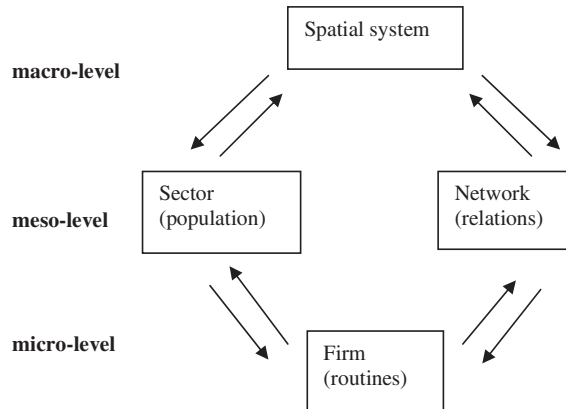 Spatial system
macro-level
Sector
(population)
Network
(relations)
meso-level
micro-level
Firm
(routines)